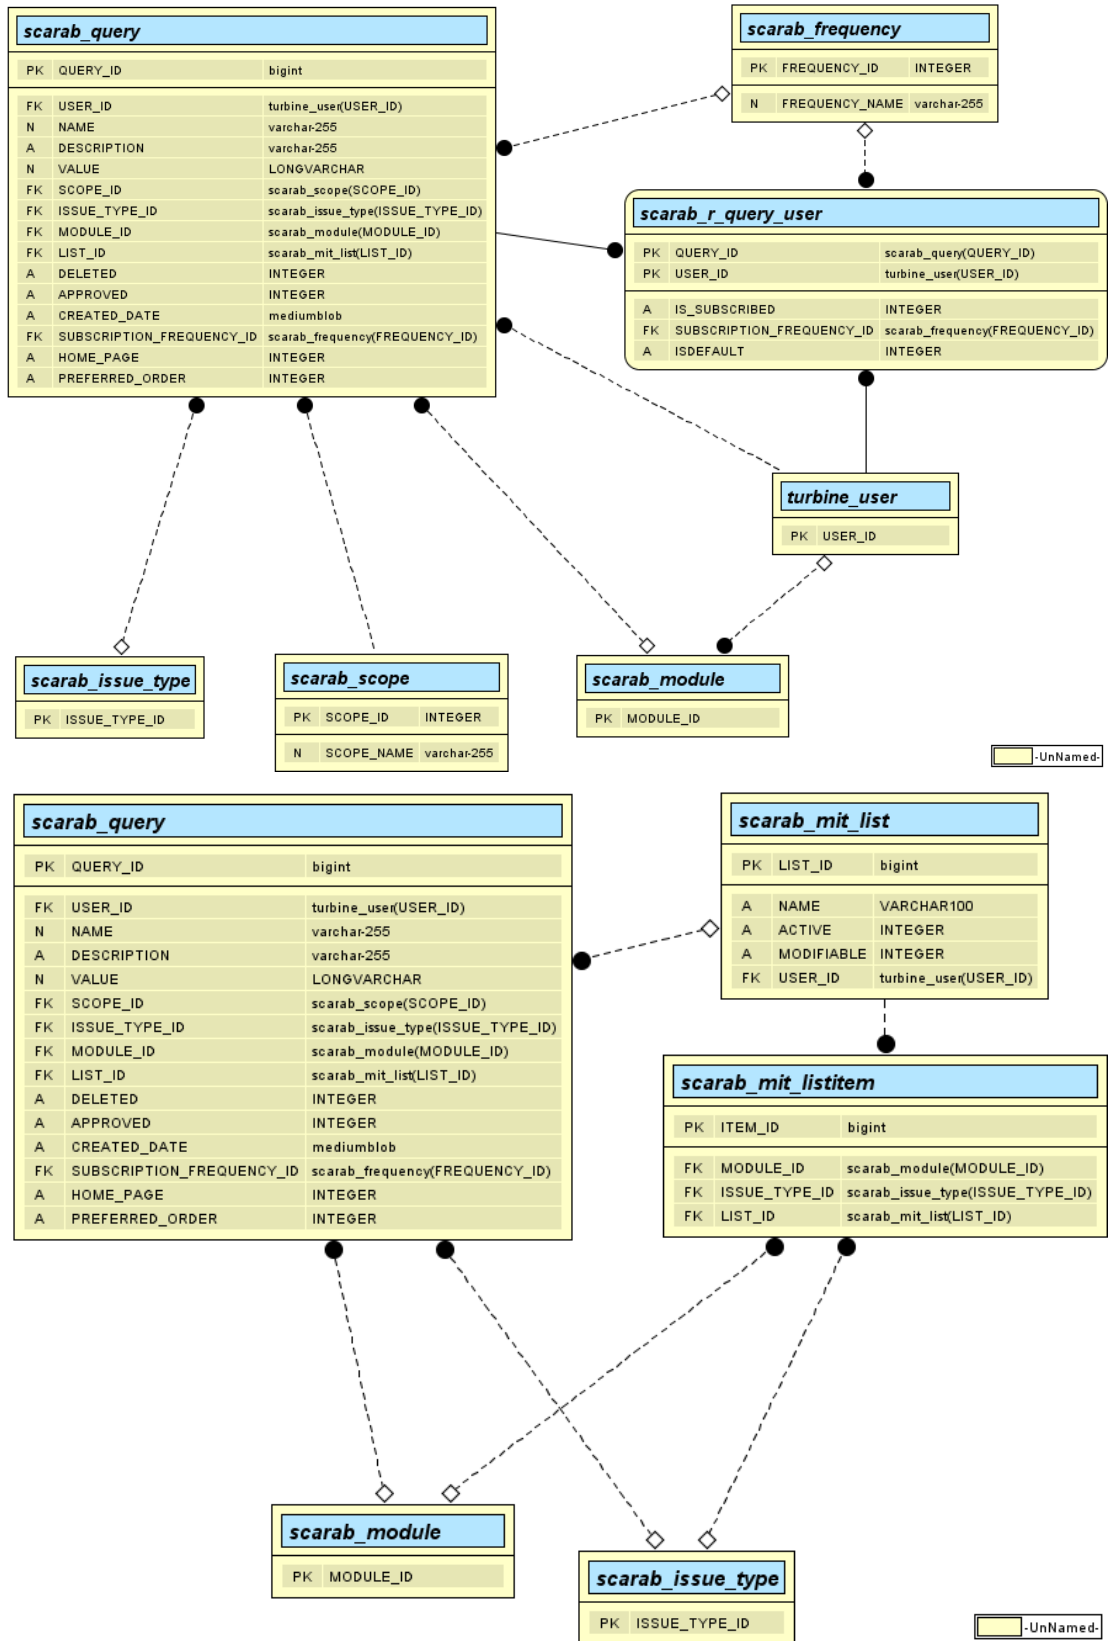 scarab_query
PK QUERY_ID bigint
FK USER_ID turbine_user(USER_ID)
N NAME varchar-255
A DESCRIPTION varchar-255
N VALUE LONGVARCHAR
FK SCOPE_ID scarab_scope(SCOPE_ID)
FK ISSUE_TYPE_ID scarab_issue_type(ISSUE_TYPE_ID)
FK MODULE_ID scarab_module(MODULE_ID)
FK LIST_ID scarab_mit_list(LIST_ID)
A DELETED INTEGER
A APPROVED INTEGER
A CREATED_DATE mediumblob
FK SUBSCRIPTION_FREQUENCY_ID scarab_frequency(FREQUENCY_ID)
A HOME_PAGE INTEGER
A PREFERRED_ORDER INTEGER
scarab_frequency
PK FREQUENCY_ID INTEGER
N FREQUENCY_NAME varchar-255
scarab_r_query_user
PK QUERY_ID scarab_query(QUERY_ID)
PK USER_ID turbine_user(USER_ID)
A IS_SUBSCRIBED INTEGER
FK SUBSCRIPTION_FREQUENCY_ID scarab_frequency(FREQUENCY_ID)
A ISDEFAULT INTEGER
turbine_user
PK USER_ID
scarab_issue_type
PK ISSUE_TYPE_ID
scarab_scope
PK SCOPE_ID INTEGER
N SCOPE_NAME varchar-255
scarab_module
PK MODULE_ID
-UnNamed-
scarab_query
PK QUERY_ID bigint
FK USER_ID turbine_user(USER_ID)
N NAME varchar-255
A DESCRIPTION varchar-255
N VALUE LONGVARCHAR
FK SCOPE_ID scarab_scope(SCOPE_ID)
FK ISSUE_TYPE_ID scarab_issue_type(ISSUE_TYPE_ID)
FK MODULE_ID scarab_module(MODULE_ID)
FK LIST_ID scarab_mit_list(LIST_ID)
A DELETED INTEGER
A APPROVED INTEGER
A CREATED_DATE mediumblob
FK SUBSCRIPTION_FREQUENCY_ID scarab_frequency(FREQUENCY_ID)
A HOME_PAGE INTEGER
A PREFERRED_ORDER INTEGER
scarab_mit_list
PK LIST_ID bigint
A NAME VARCHAR100
A ACTIVE INTEGER
A MODIFIABLE INTEGER
FK USER_ID turbine_user(USER_ID)
scarab_mit_listitem
PK ITEM_ID bigint
FK MODULE_ID scarab_module(MODULE_ID)
FK ISSUE_TYPE_ID scarab_issue_type(ISSUE_TYPE_ID)
FK LIST_ID scarab_mit_list(LIST_ID)
scarab_module
PK MODULE_ID
scarab_issue_type
PK ISSUE_TYPE_ID
-UnNamed-